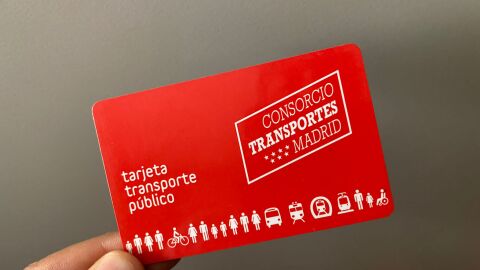 CONSORCIO
TRANSPORTES
MADRID
tarjeta
transporte
público